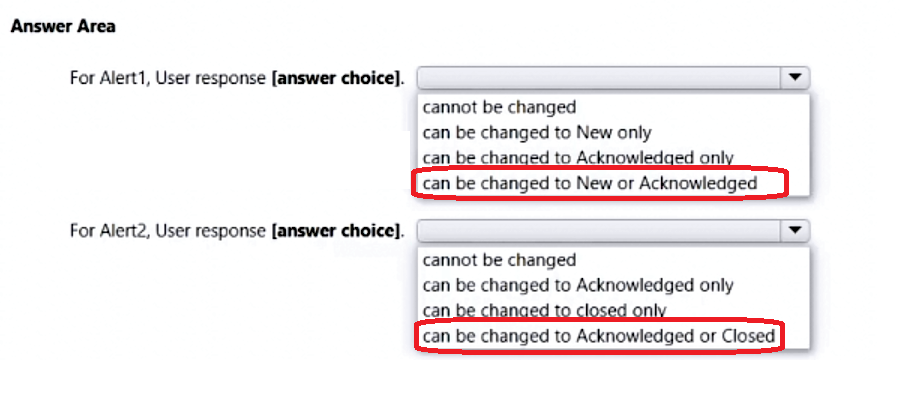 Answer Area
For Alert1, User response [answer choice].
cannot be changed
can be changed to New only
can be changed to Acknowledged only
can be changed to New or Acknowledged
For Alert2, User response [answer choice].
cannot be changed
can be changed to Acknowledged only
can be changed to closed only
can be changed to Acknowledged or Closed